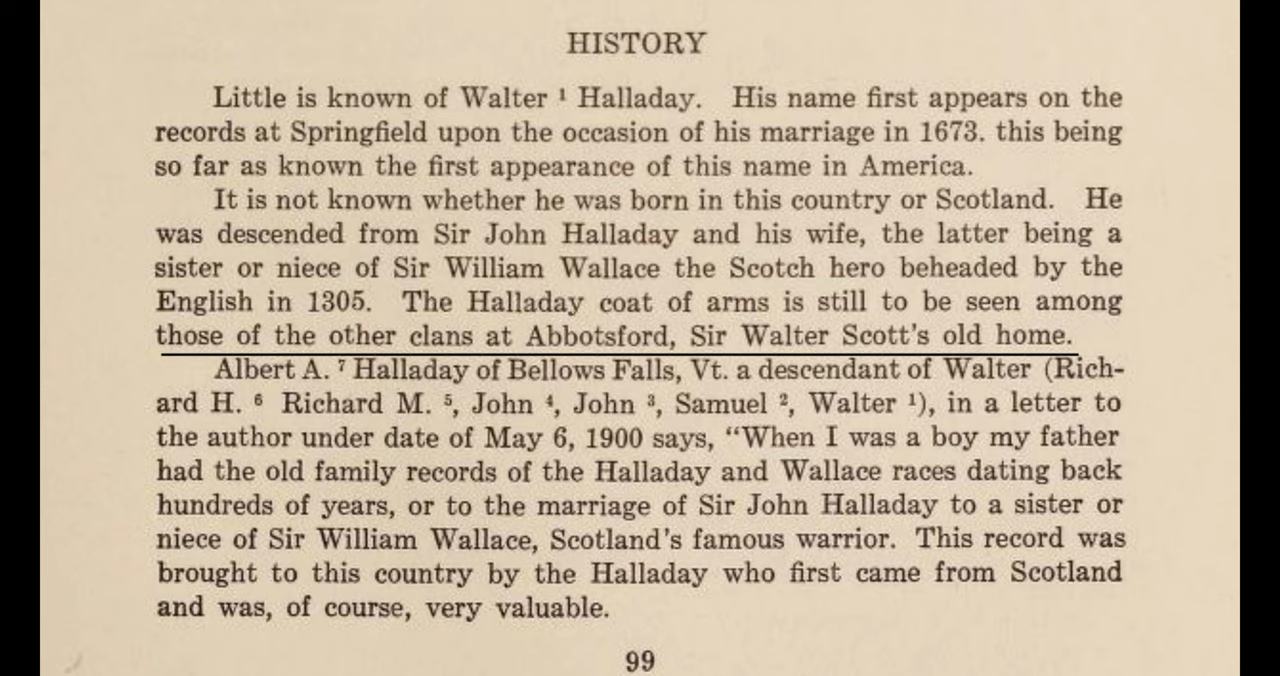 HISTORY
Little is known of Walter ¹ Halladay. His name first appears on the
records at Springfield upon the occasion of his marriage in 1673. this being
so far as known the first appearance of this name in America.
It is not known whether he was born in this country or Scotland. He
was descended from Sir John Halladay and his wife, the latter being a
sister or niece of Sir William Wallace the Scotch hero beheaded by the
English in 1305. The Halladay coat of arms is still to be seen among
those of the other clans at Abbotsford, Sir Walter Scott's old home.
Albert A. ⁷ Halladay of Bellows Falls, Vt. a descendant of Walter (Rich-
ard H. ⁶ Richard M. ⁵, John ⁴, John ³, Samuel ², Walter ¹), in a letter to
the author under date of May 6, 1900 says, “When I was a boy my father
had the old family records of the Halladay and Wallace races dating back
hundreds of years, or to the marriage of Sir John Halladay to a sister or
niece of Sir William Wallace, Scotland's famous warrior. This record was
brought to this country by the Halladay who first came from Scotland
and was, of course, very valuable.
99